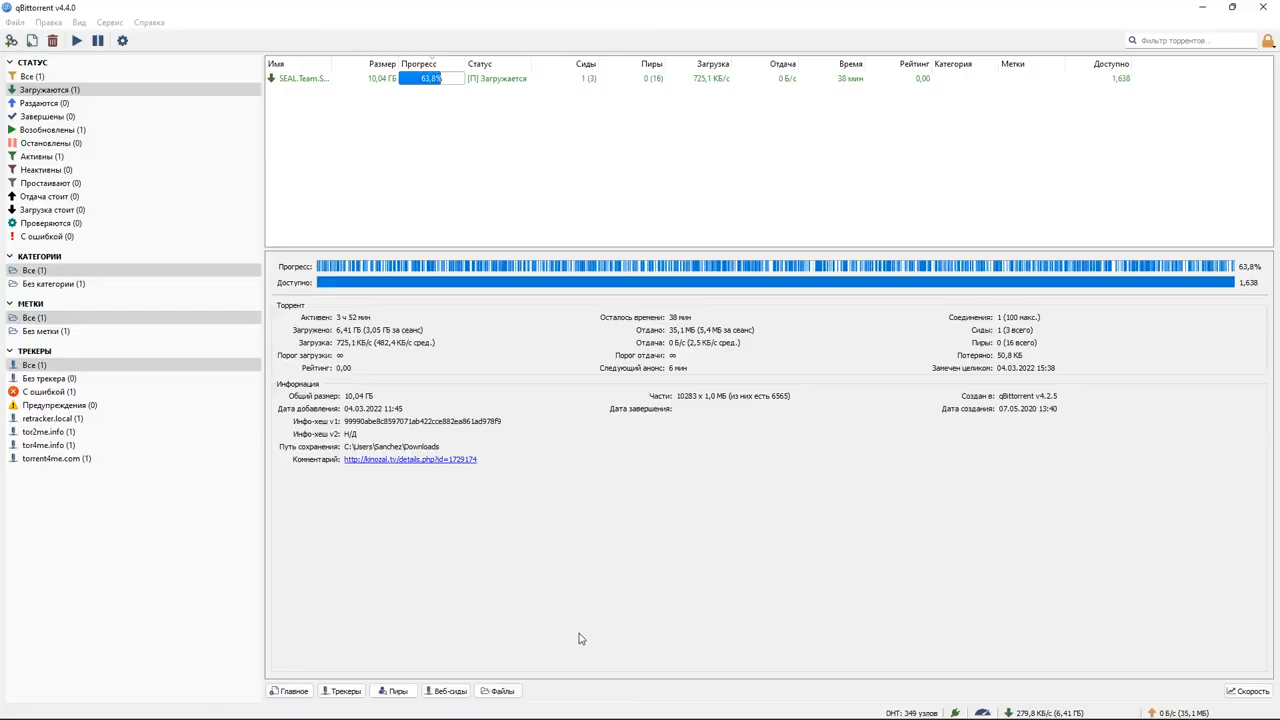 qBittorrent v4.4.0
Файл Правка Вид Сервис Справка
Фильтр торрентов...
СТАТУС
Все (1)
Загружаются (1)
Раздаются (0)
Завершены (0)
Возобновлены (1)
Остановлены (0)
Активны (1)
Неактивны (0)
Простаивают (0)
Отдача стоит (0)
Загрузка стоит (0)
Проверяются (0)
С ошибкой (0)
КАТЕГОРИИ
Все (1)
Без категории (1)
МЕТКИ
Все (1)
Без метки (1)
ТРЕКЕРЫ
Все (1)
Без трекера (0)
С ошибкой (1)
Предупреждения (0)
retracker.local (1)
tor2me.info (1)
tor4me.info (1)
torrent4me.com (1)
Имя Размер Прогресс Статус Сиды Пиры Загрузка Отдача Время Рейтинг Категория Метки Доступно
SEAL.Team.S... 10,04 ГБ 63,8% [П] Загружается 1 (3) 0 (16) 725,1 КБ/с 0 Б/с 38 мин 0,00 1,638
Прогресс: 63,8%
Доступно: 1,638
Торрент
Активен: 3 ч 52 мин Осталось времени: 38 мин Соединения: 1 (100 макс.)
Загружено: 6,41 ГБ (3,05 ГБ за сеанс) Отдано: 35,1 МБ (5,4 МБ за сеанс) Сиды: 1 (3 всего)
Загрузка: 725,1 КБ/с (482,4 КБ/с сред.) Отдача: 0 Б/с (2,5 КБ/с сред.) Пиры: 0 (16 всего)
Порог загрузки: ∞ Порог отдачи: ∞ Потеряно: 50,8 КБ
Рейтинг: 0,00 Следующий анонс: 6 мин Замечен целиком: 04.03.2022 15:38
Информация
Общий размер: 10,04 ГБ Части: 10283 x 1,0 МБ (из них есть 6565) Создан в: qBittorrent v4.2.5
Дата добавления: 04.03.2022 11:45 Дата завершения: Дата создания: 07.05.2020 13:40
Инфо-хеш v1: 99990abe8c8597071ab422cce882ea861ad978f9
Инфо-хеш v2: Н/Д
Путь сохранения: C:\Users\Sanchez\Downloads
Комментарий: http://kinozal.tv/details.php?id=1729174
Главное Трекеры Пиры Веб-сиды Файлы Скорость
DHT: 349 узлов 279,8 КБ/с (6,41 ГБ) 0 Б/с (35,1 МБ)